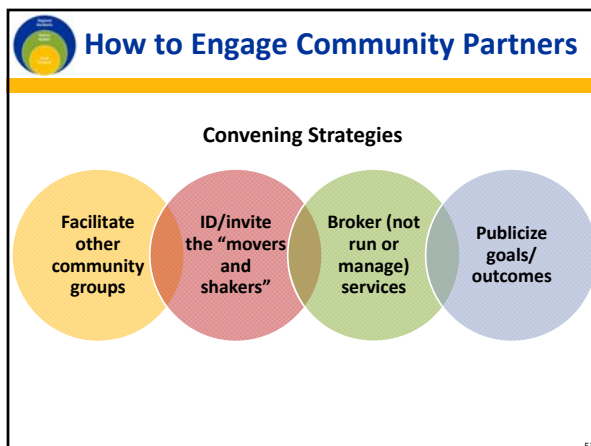 How to Engage Community Partners
Convening Strategies
Facilitate
other
community
groups
ID/invite
the “movers
and
shakers”
Broker (not
run or
manage)
services
Publicize
goals/
outcomes